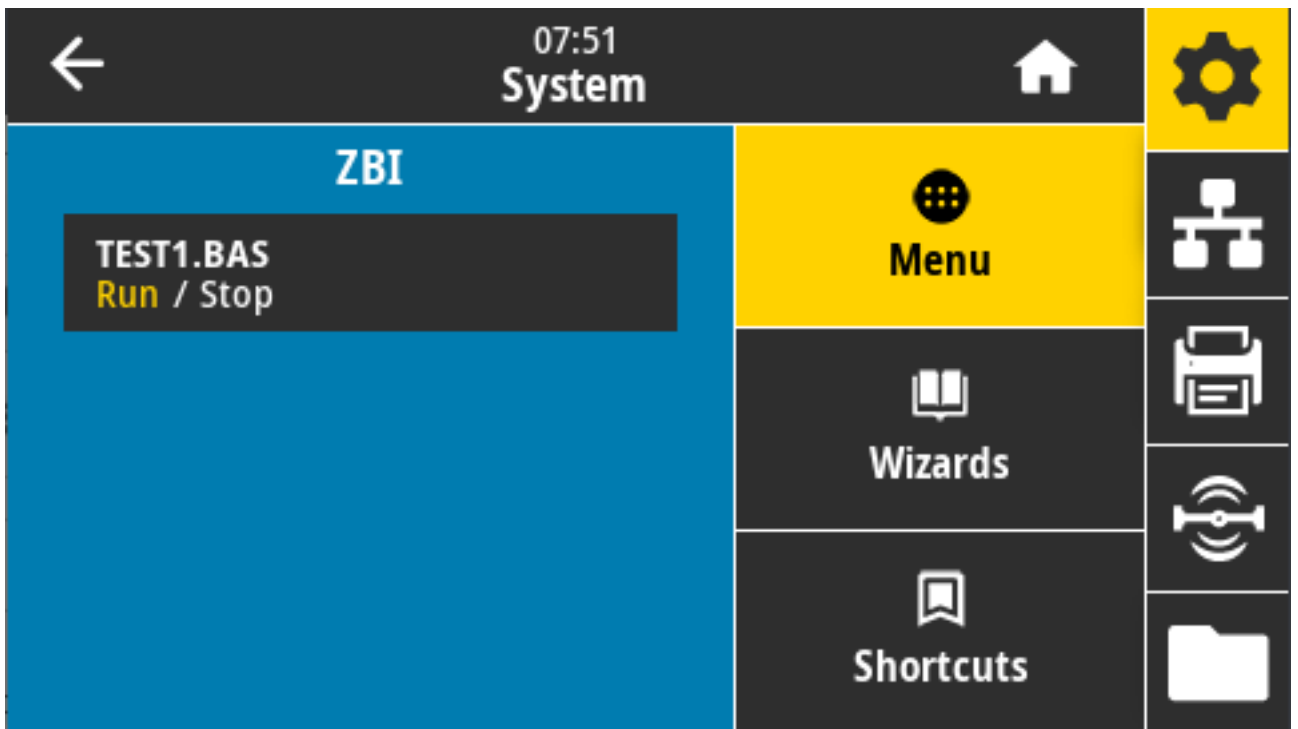 07:51
System
ZBI
TEST1.BAS
Run / Stop
Menu
Wizards
Shortcuts